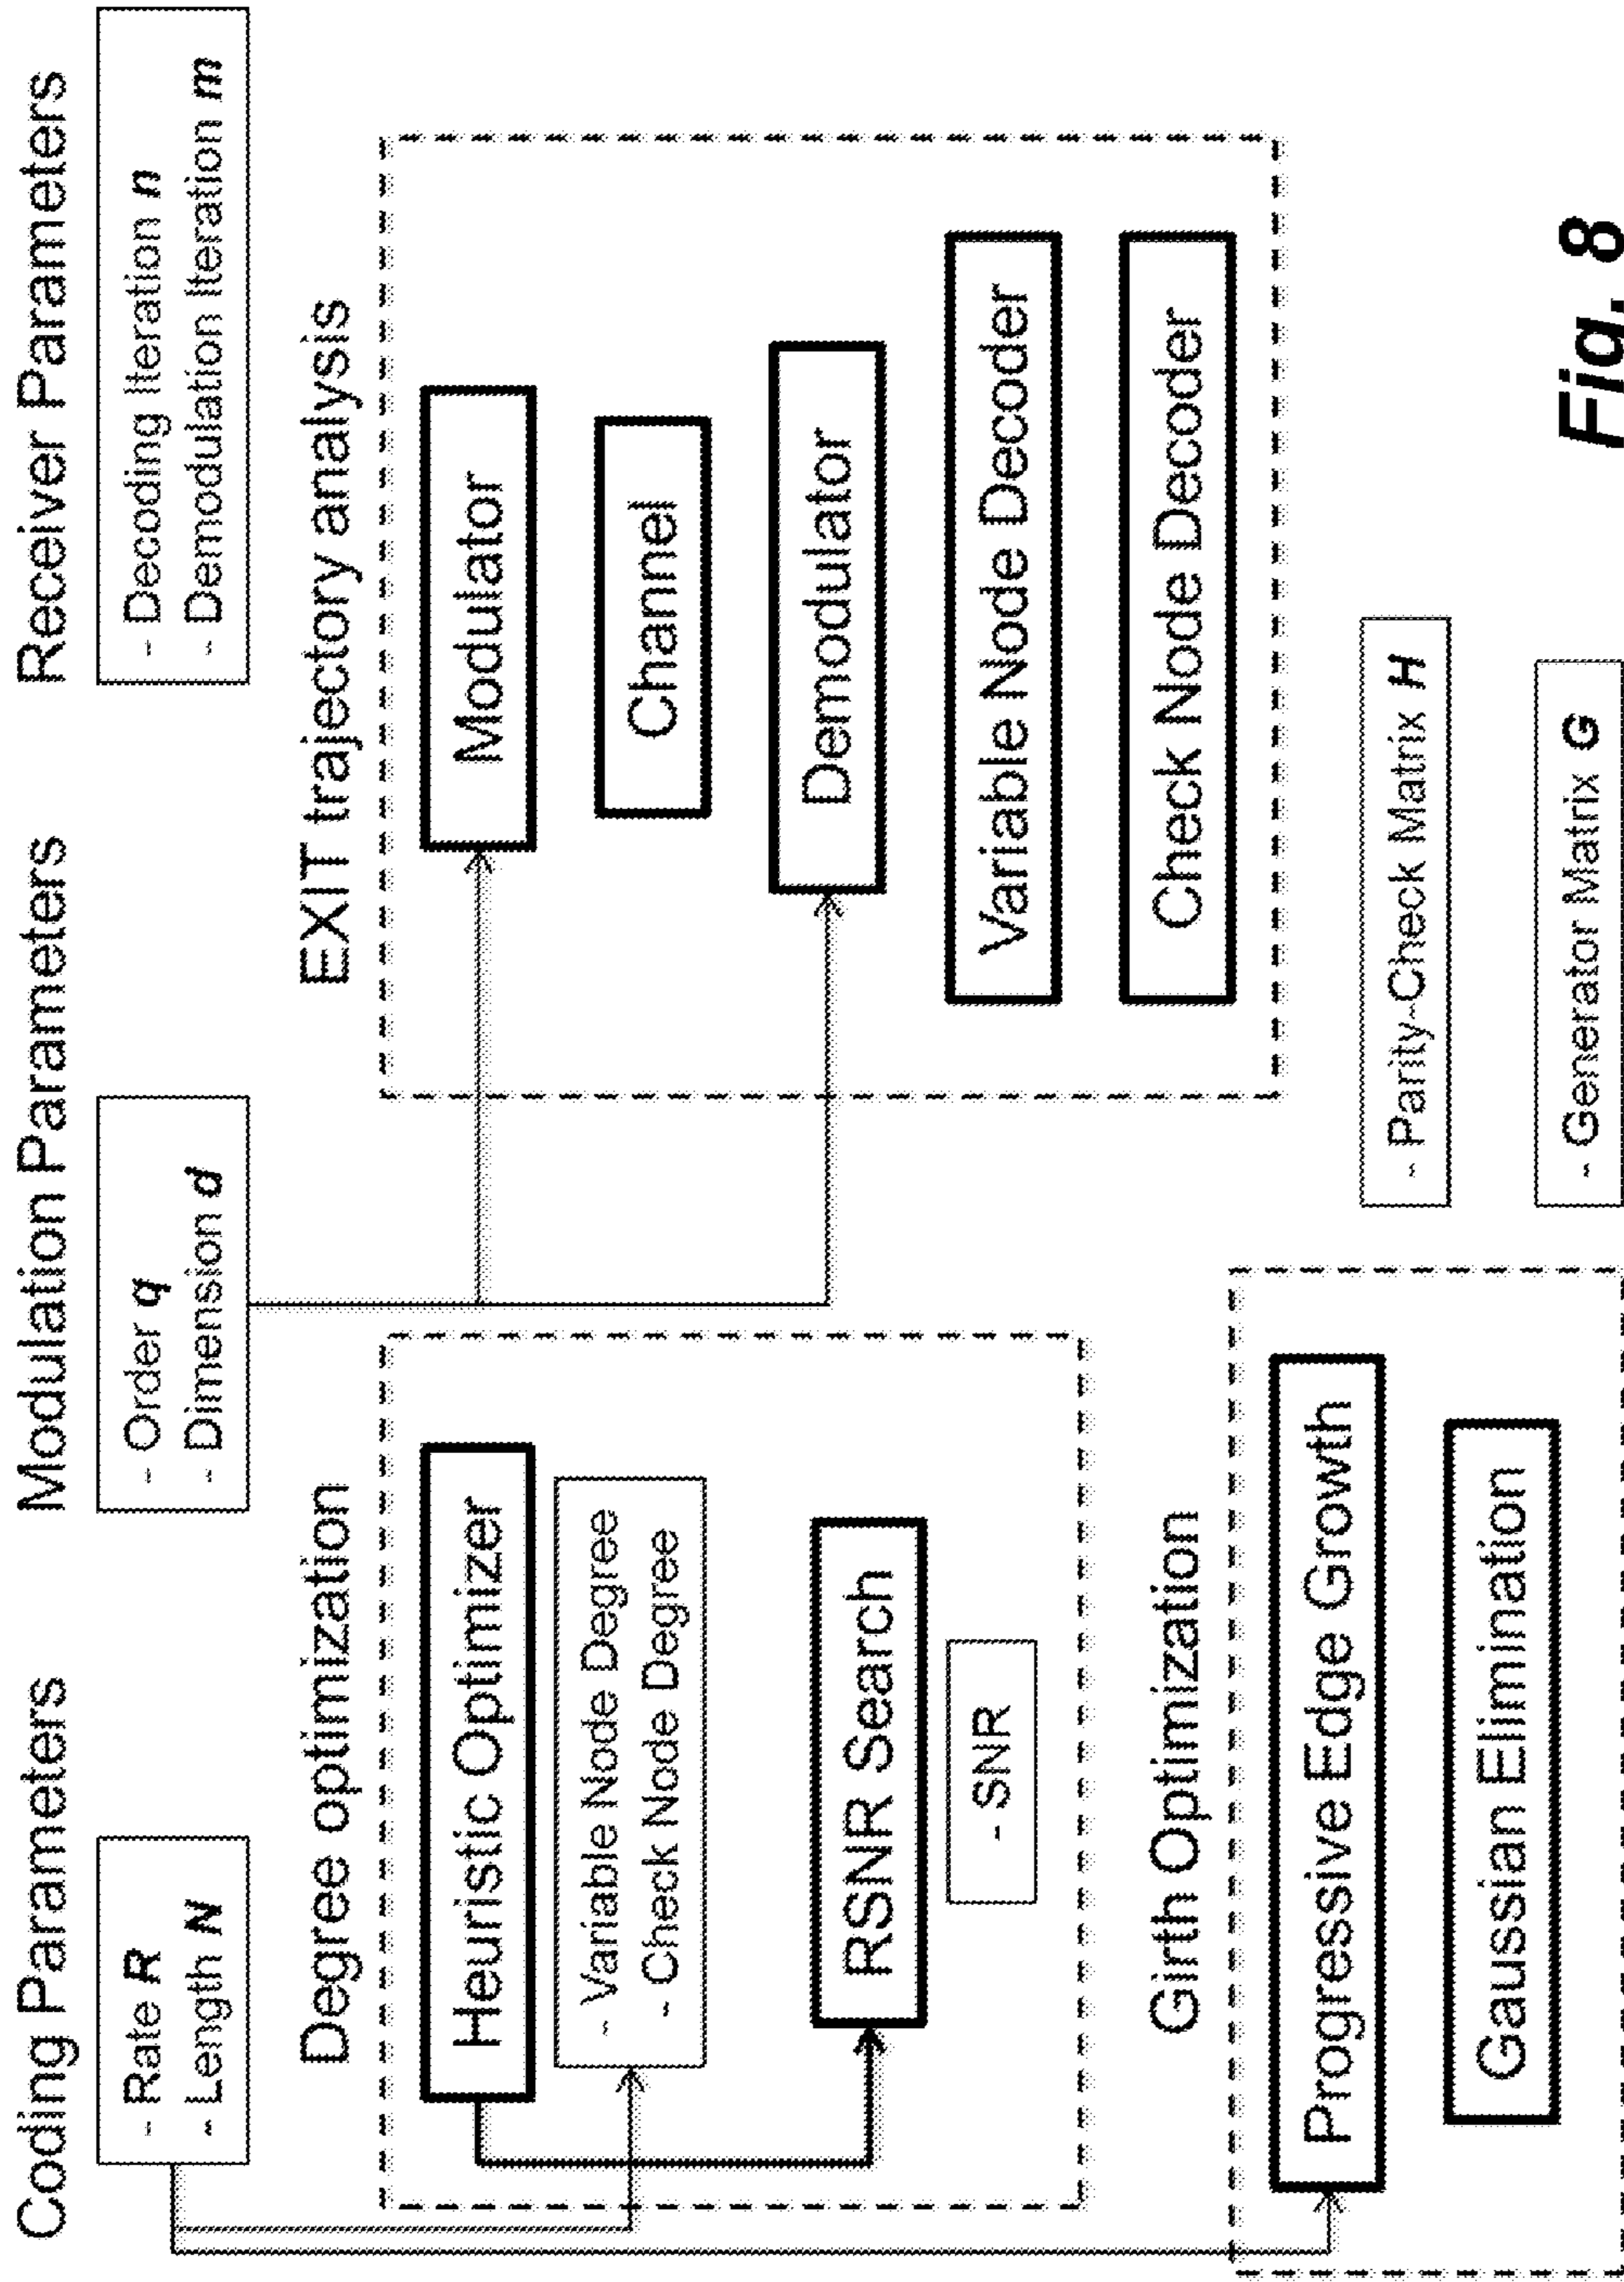 Coding Parameters
- Rate R
- Length N
Modulation Parameters
- Order q
- Dimension d
Receiver Parameters
- Decoding Iteration n
- Demodulation Iteration m
Degree optimization
Heuristic Optimizer
- Variable Node Degree
- Check Node Degree
RSNR Search
- SNR
EXIT trajectory analysis
Modulator
Channel
Demodulator
Variable Node Decoder
Check Node Decoder
Girth Optimization
Progressive Edge Growth
Gaussian Elimination
- Parity-Check Matrix H
- Generator Matrix G
Fig. 8